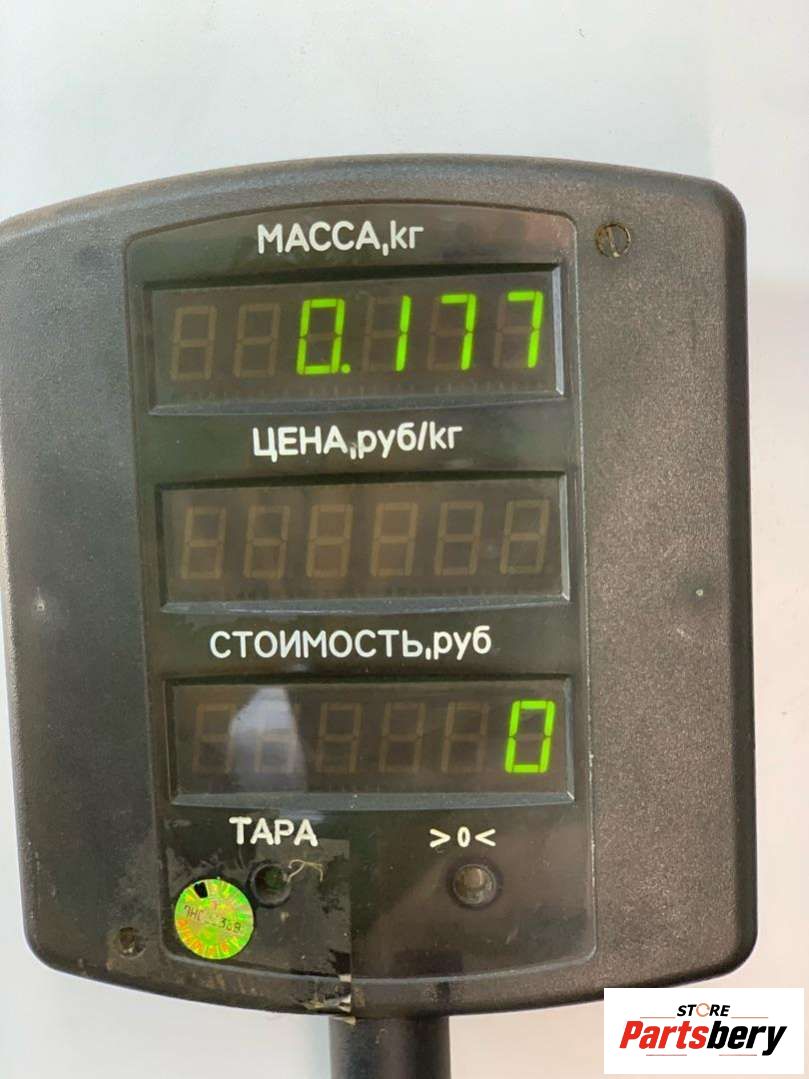 МАССА,кг
0.177
ЦЕНА,руб/кг
СТОИМОСТЬ,руб
0
ТАРА >0<
STORE
Partsbery